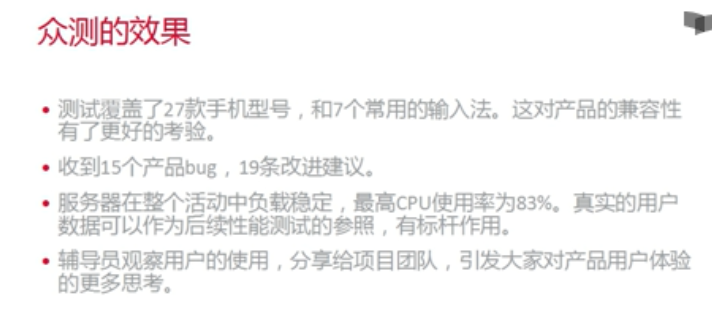 众测的效果
• 测试覆盖了27款手机型号，和7个常用的输入法。这对产品的兼容性
有了更好的考验。
• 收到15个产品bug，19条改进建议。
• 服务器在整个活动中负载稳定，最高CPU使用率为83%。真实的用户
数据可以作为后续性能测试的参照，有标杆作用。
• 辅导员观察用户的使用，分享给项目团队，引发大家对产品用户体验
的更多思考。